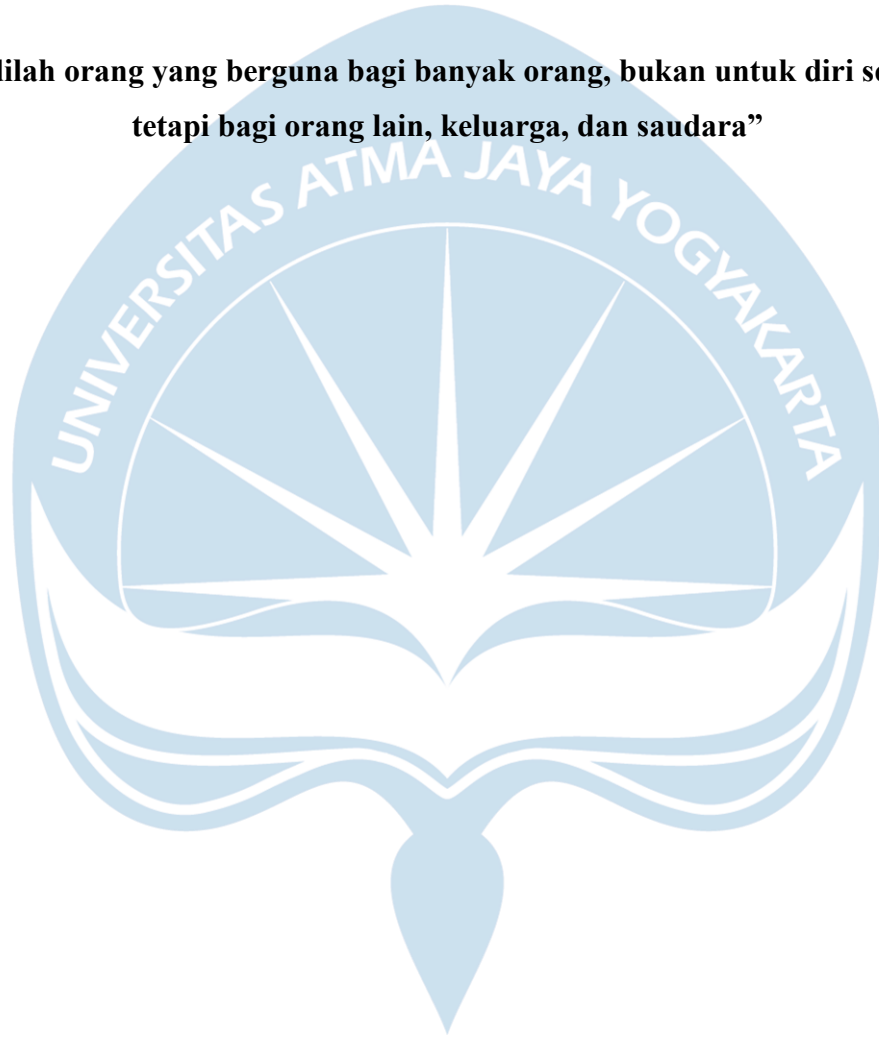 orang yang berguna bagi banyak orang, bukan untuk diri
tetapi bagi orang lain, keluarga, dan saudara”
UNIVERSITAS ATMA JAYA YOGYAKARTA